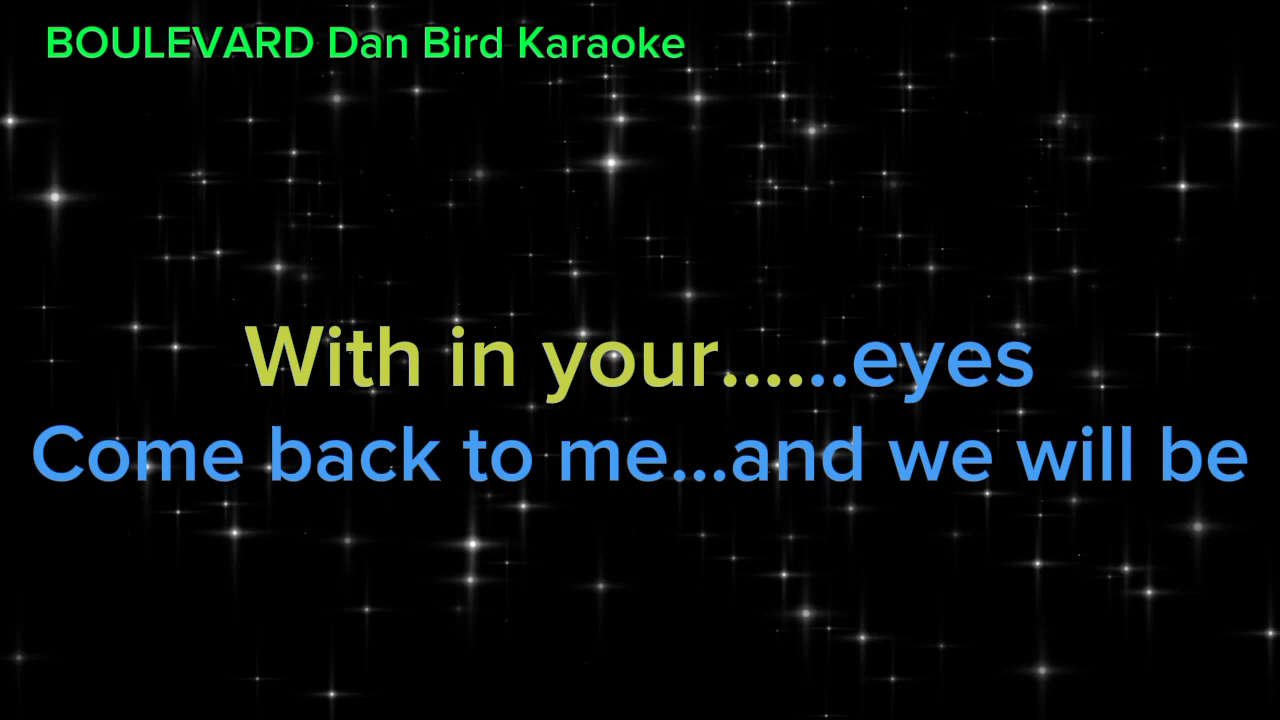 BOULEVARD Dan Bird Karaoke
With in your......eyes
Come back to me...and we will be